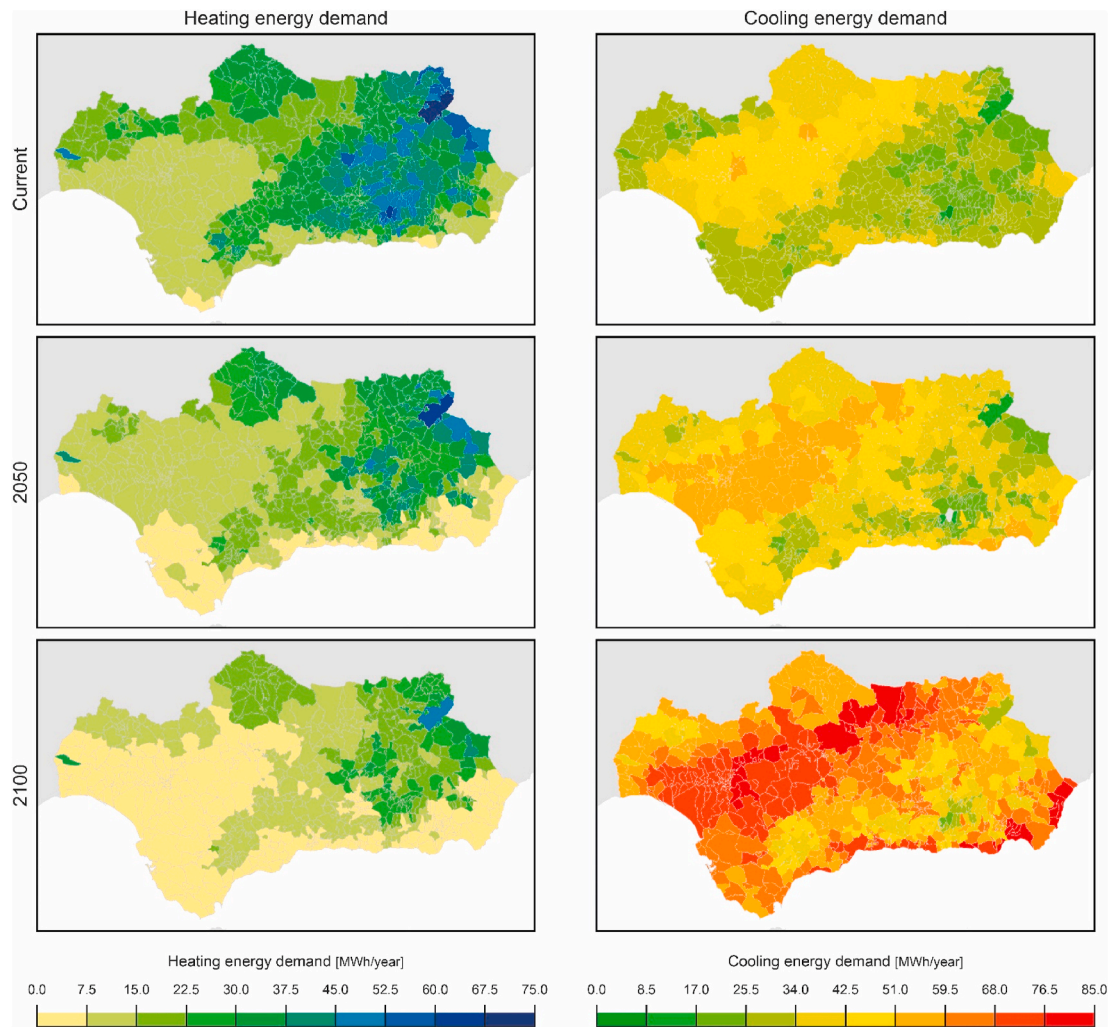 Heating energy demand
Cooling energy demand
Current
2050
2100
Heating energy demand [MWh/year]
0.0 7.5 15.0 22.5 30.0 37.5 45.0 52.5 60.0 67.5 75.0
Cooling energy demand [MWh/year]
0.0 8.5 17.0 25.5 34.0 42.5 51.0 59.5 68.0 76.5 85.0